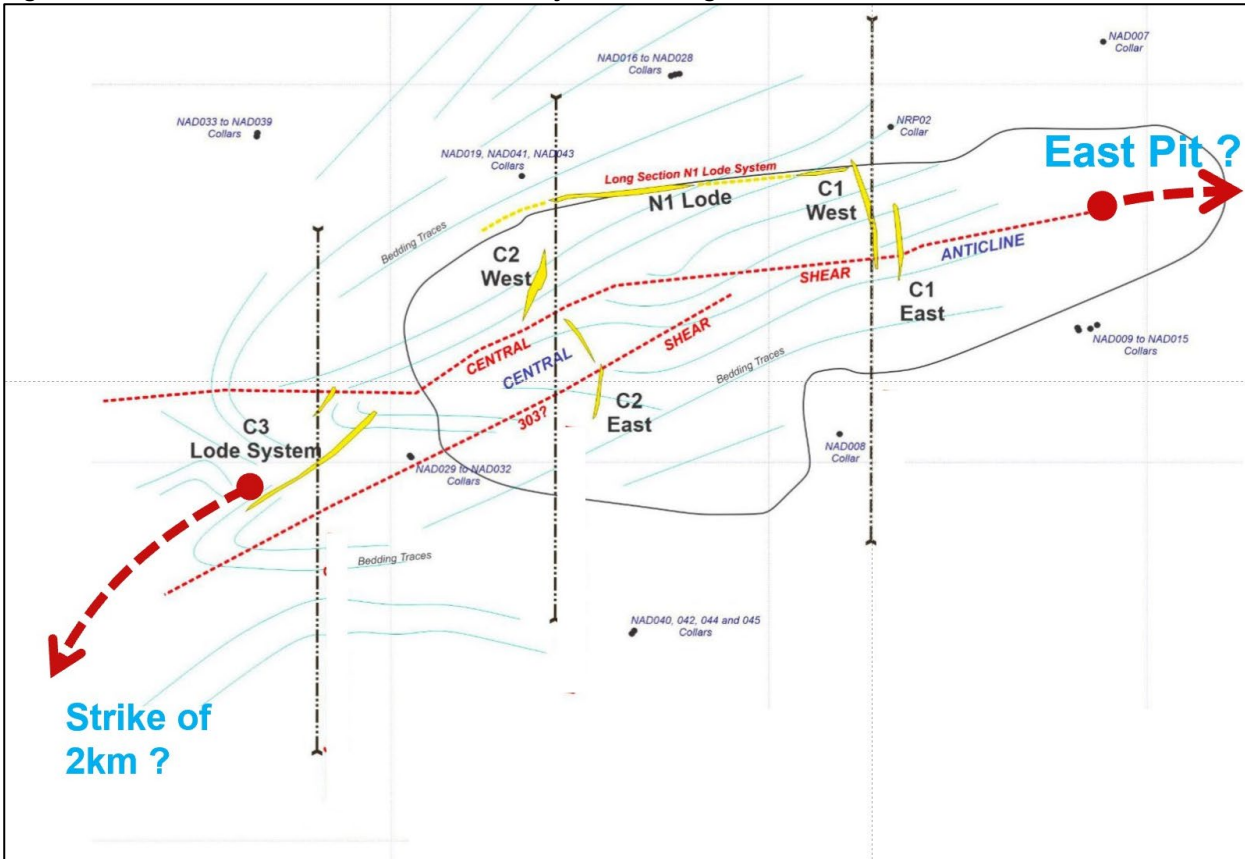 NAD007
Collar
NAD016 to NAD028
Collars
NAD033 to NAD039
Collars
NRP02
Collar
NAD019, NAD041, NAD043
Collars
East Pit ?
Long Section N1 Lode System
N1 Lode
C1
West
Bedding Traces
C2
West
ANTICLINE
SHEAR
C1
East
CENTRAL
CENTRAL
SHEAR
NAD009 to NAD015
Collars
Bedding Traces
303?
C2
East
C3
Lode System
NAD008
Collar
NAD029 to NAD032
Collars
Bedding Traces
NAD040, 042, 044 and 045
Collars
Strike of
2km ?